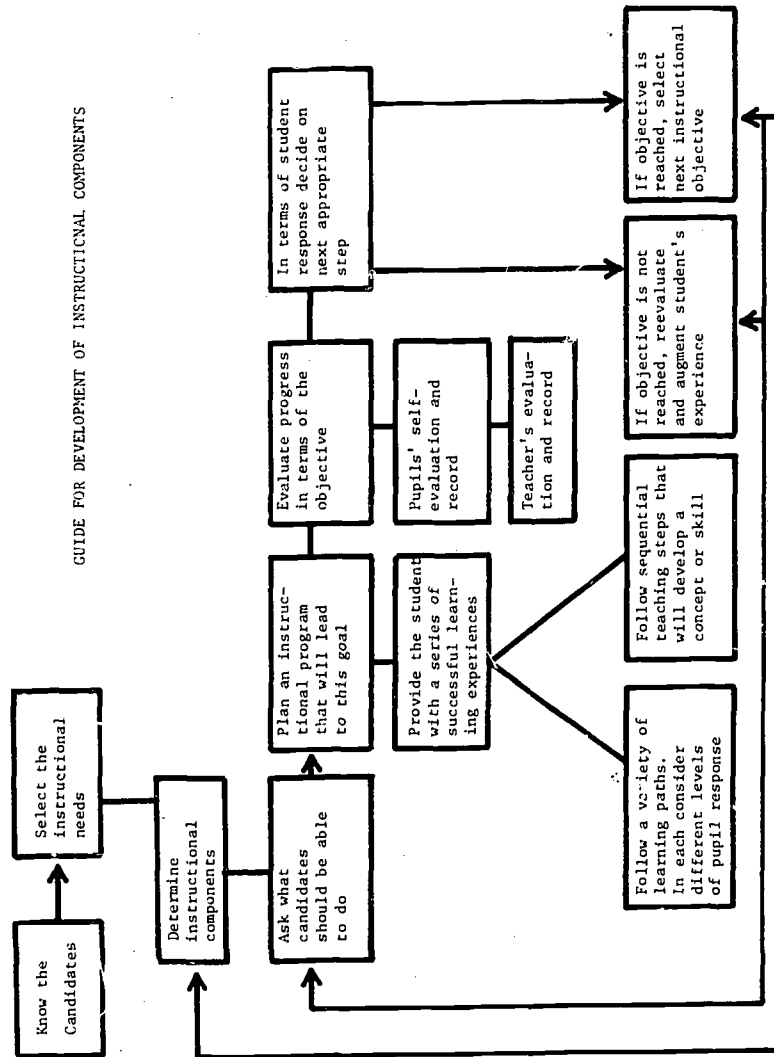 GUIDE FOR DEVELOPMENT OF INSTRUCTIONAL COMPONENTS
Know the
Candidates
Select the
instructional
needs
Determine
instructional
components
Ask what
candidates
should be able
to do
Plan an instruc-
tional program
that will lead
to this goal
Provide the student
with a series of
successful learn-
ing experiences
Follow a variety of
learning paths.
In each consider
different levels
of pupil response
Follow sequential
teaching steps that
will develop a
concept or skill
Evaluate progress
in terms of the
objective
Pupils' self-
evaluation and
record
Teacher's evalua-
tion and record
In terms of student
response decide on
next appropriate
step
If objective is not
reached, reevaluate
and augment student's
experience
If objective is
reached, select
next instructional
objective